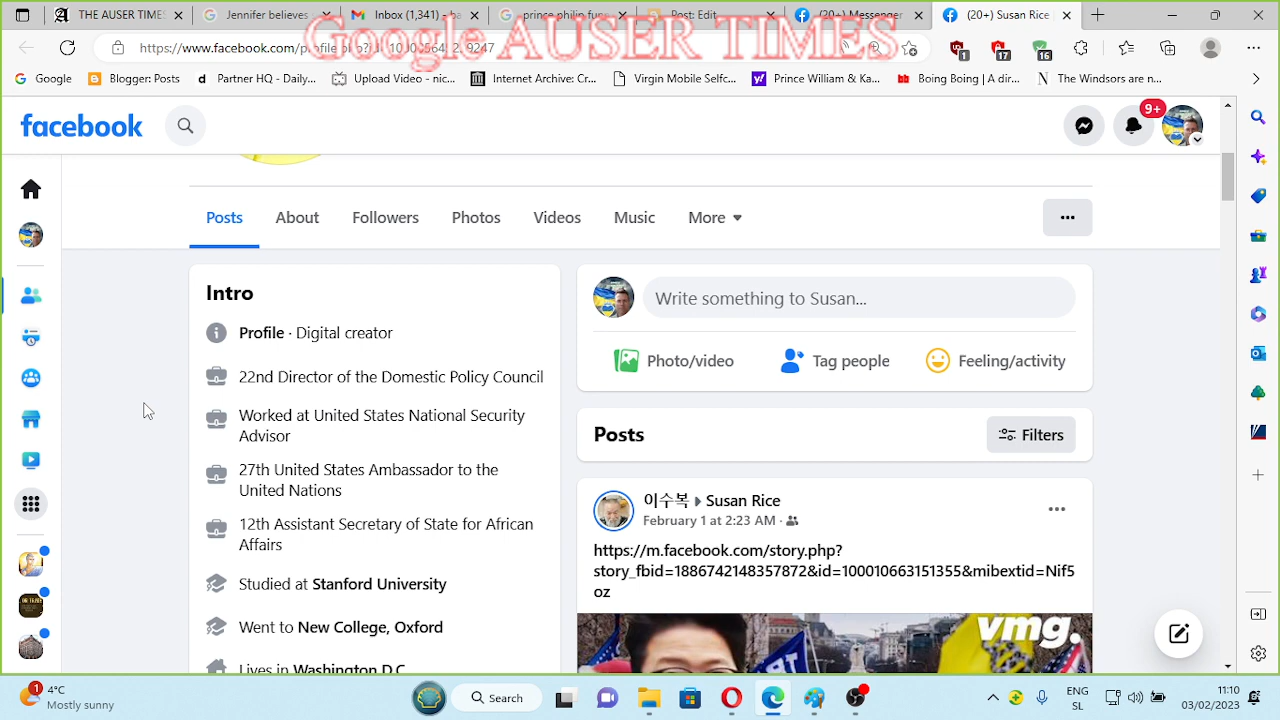 THE AUSER TIMES
Jennifer believes
Inbox (1,341) - ba
prince philip fun
Post: Edit
(20+) Messenger
(20+) Susan Rice
Google AUSER TIMES
https://www.facebook.com/
Google
Blogger: Posts
Partner HQ - Daily...
Upload Video - nic...
Internet Archive: Cr...
Virgin Mobile Selfc...
Prince William & Ka...
Boing Boing | A dir...
The Windsors are n...
1
17
16
facebook
9+
Posts
About
Followers
Photos
Videos
Music
More
Intro
Profile · Digital creator
22nd Director of the Domestic Policy Council
Worked at United States National Security
Advisor
27th United States Ambassador to the
United Nations
12th Assistant Secretary of State for African
Affairs
Studied at Stanford University
Went to New College, Oxford
Lives in Washington D.C.
Write something to Susan...
Photo/video
Tag people
Feeling/activity
Posts
Filters
이수복 Susan Rice
February 1 at 2:23 AM ·
https://m.facebook.com/story.php?
story_fbid=1886742148357872&id=100010663151355&mibextid=Nif5
oz
vmg.
1
4°C
Mostly sunny
Search
ENG
SL
11:10
03/02/2023